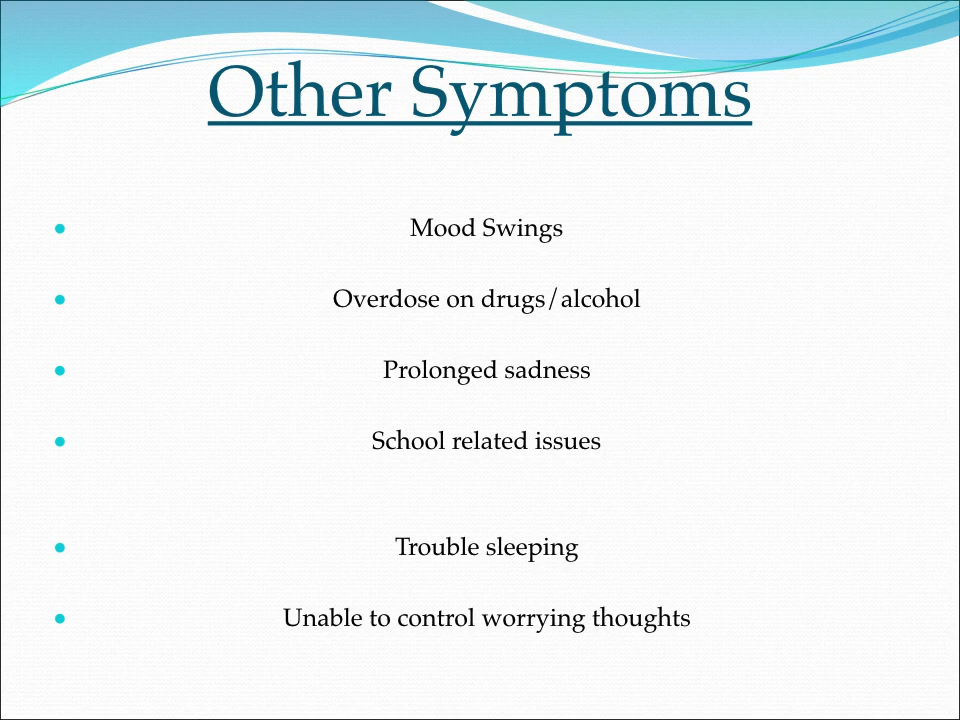 Other Symptoms
• Mood Swings
• Overdose on drugs/alcohol
• Prolonged sadness
• School related issues
• Trouble sleeping
• Unable to control worrying thoughts